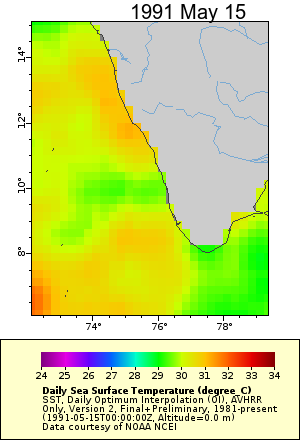 1991 May 15
14°
12°
10°
8°
74°
76°
78°
24 25 26 27 28 29 30 31 32 33 34
Daily Sea Surface Temperature (degree_C)
SST, Daily Optimum Interpolation (OI), AVHRR
Only, Version 2, Final+Preliminary, 1981-present
(1991-05-15T00:00:00Z, Altitude=0.0 m)
Data courtesy of NOAA NCEI